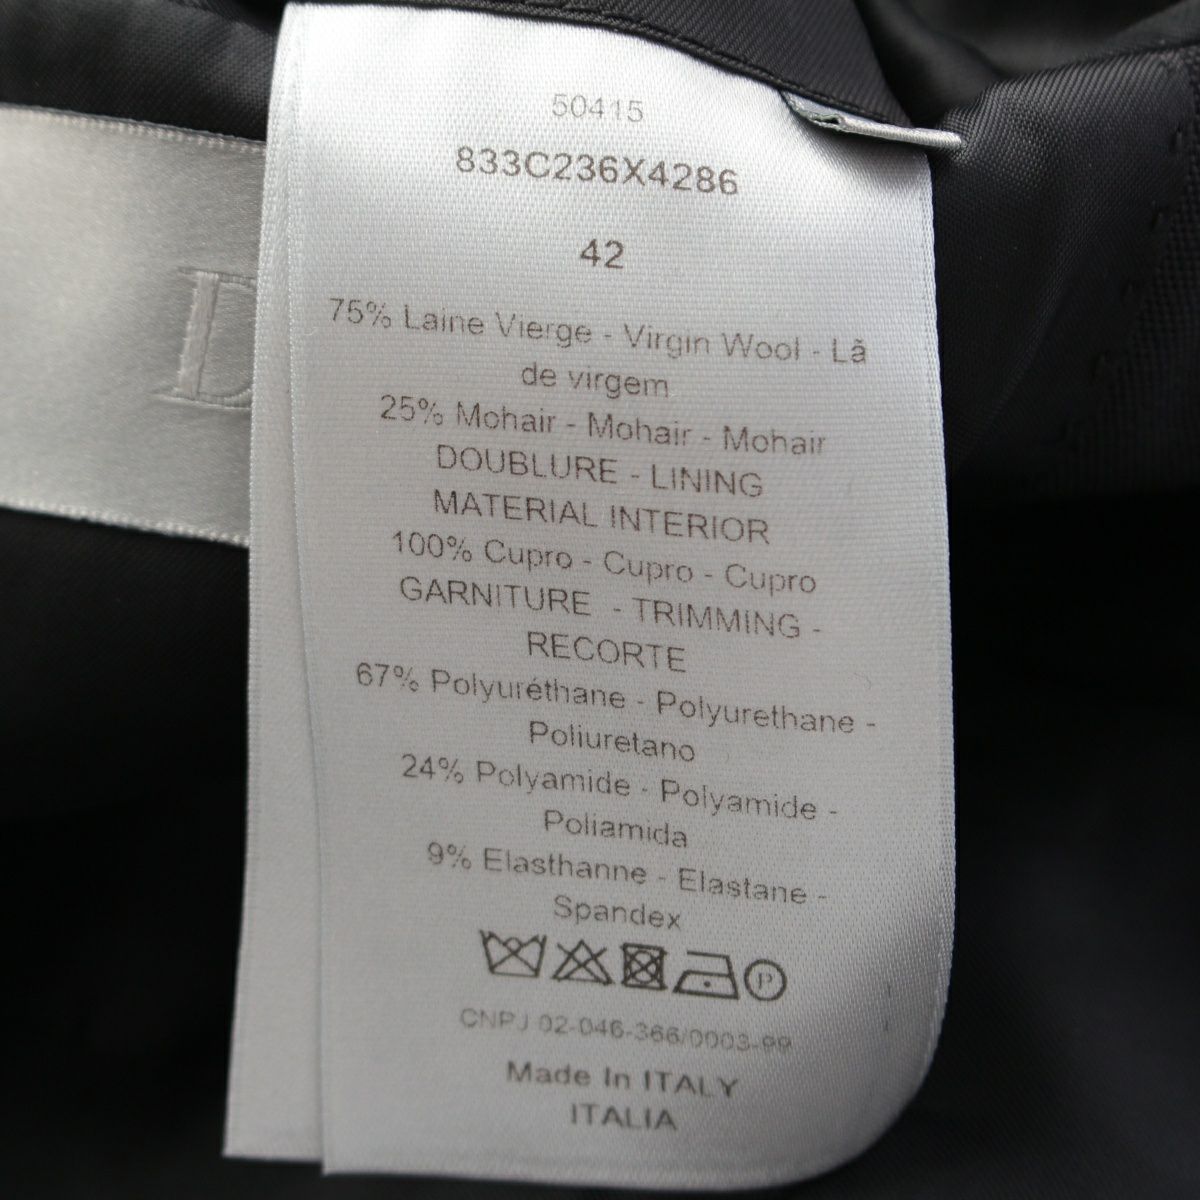 50415
833C236X4286
42
75% Laine Vierge - Virgin Wool - Lã
de virgem
25% Mohair - Mohair - Mohair
DOUBLURE - LINING
MATERIAL INTERIOR
100% Cupro - Cupro - Cupro
GARNITURE - TRIMMING -
RECORTE
67% Polyuréthane - Polyurethane -
Poliuretano
24% Polyamide - Polyamide -
Poliamida
9% Elasthanne - Elastane -
Spandex
P
CNPJ 02-046-366/0003-99
Made In ITALY
ITALIA
D